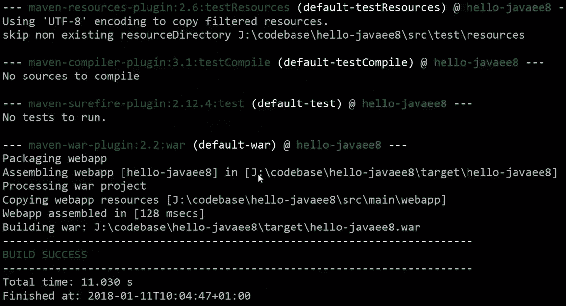 --- maven-resources-plugin:2.6:testResources (default-testResources) @ hello-javaee8 -
Using 'UTF-8' encoding to copy filtered resources.
skip non existing resourceDirectory J:\codebase\hello-javaee8\src\test\resources
--- maven-compiler-plugin:3.1:testCompile (default-testCompile) @ hello-javaee8 ---
No sources to compile
--- maven-surefire-plugin:2.12.4:test (default-test) @ hello-javaee8 ---
No tests to run.
--- maven-war-plugin:2.2:war (default-war) @ hello-javaee8 ---
Packaging webapp
Assembling webapp [hello-javaee8] in [J:\codebase\hello-javaee8\target\hello-javaee8]
Processing war project
Copying webapp resources [J:\codebase\hello-javaee8\src\main\webapp]
Webapp assembled in [128 msecs]
Building war: J:\codebase\hello-javaee8\target\hello-javaee8.war
------------------------------------------------------------------------
BUILD SUCCESS
------------------------------------------------------------------------
Total time: 11.030 s
Finished at: 2018-01-11T10:04:47+01:00